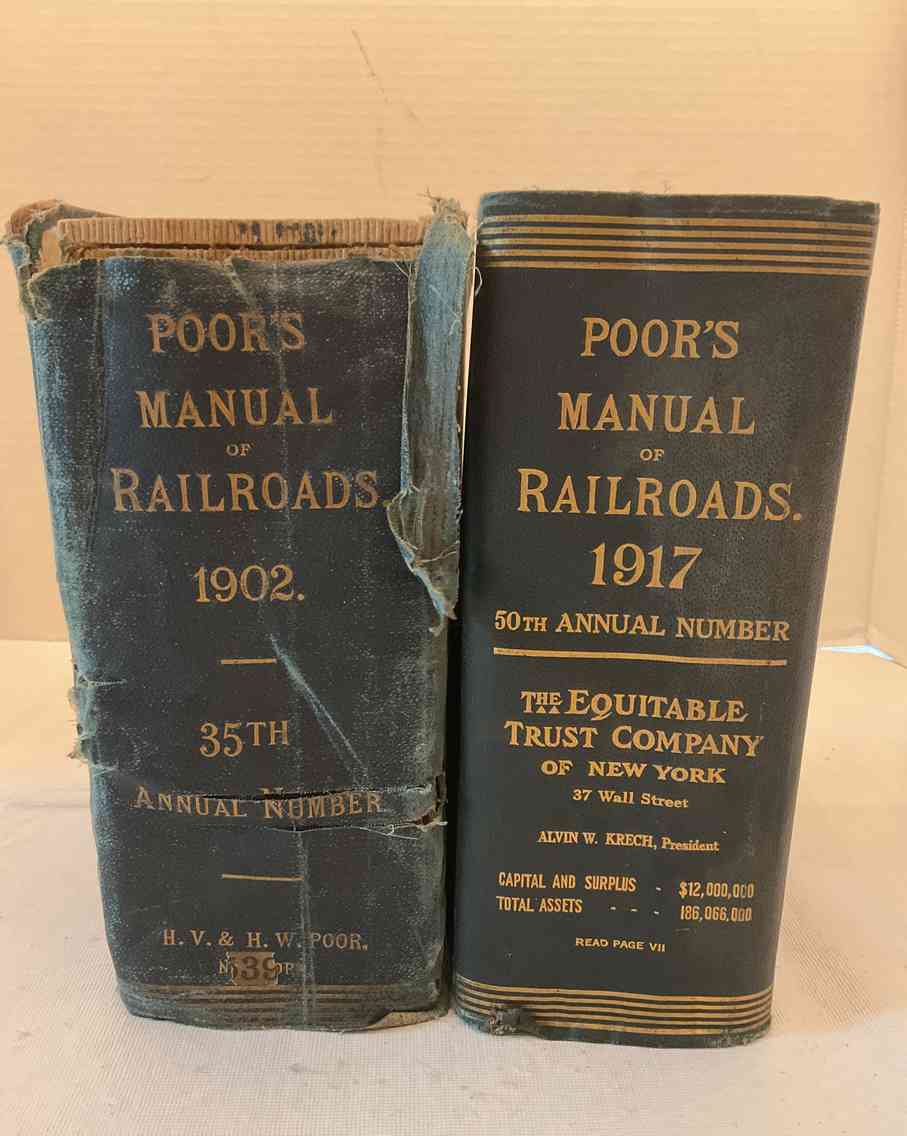 POOR'S
MANUAL
OF
RAILROADS.
1902.
35TH
ANNUAL NUMBER
H. V. & H. W. POOR,
539
POOR'S
MANUAL
OF
RAILROADS.
1917
50TH ANNUAL NUMBER
THE EQUITABLE
TRUST COMPANY
OF NEW YORK
37 Wall Street
ALVIN W. KRECH, President
CAPITAL AND SURPLUS - $12,000,000
TOTAL ASSETS - - - 186,066,000
READ PAGE VII